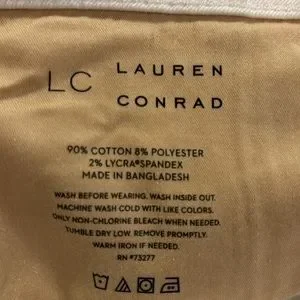 LC LAUREN
CONRAD
90% COTTON 8% POLYESTER
2% LYCRA®SPANDEX
MADE IN BANGLADESH
WASH BEFORE WEARING. WASH INSIDE OUT.
MACHINE WASH COLD WITH LIKE COLORS.
ONLY NON-CHLORINE BLEACH WHEN NEEDED.
TUMBLE DRY LOW. REMOVE PROMPTLY.
WARM IRON IF NEEDED.
RN #73277